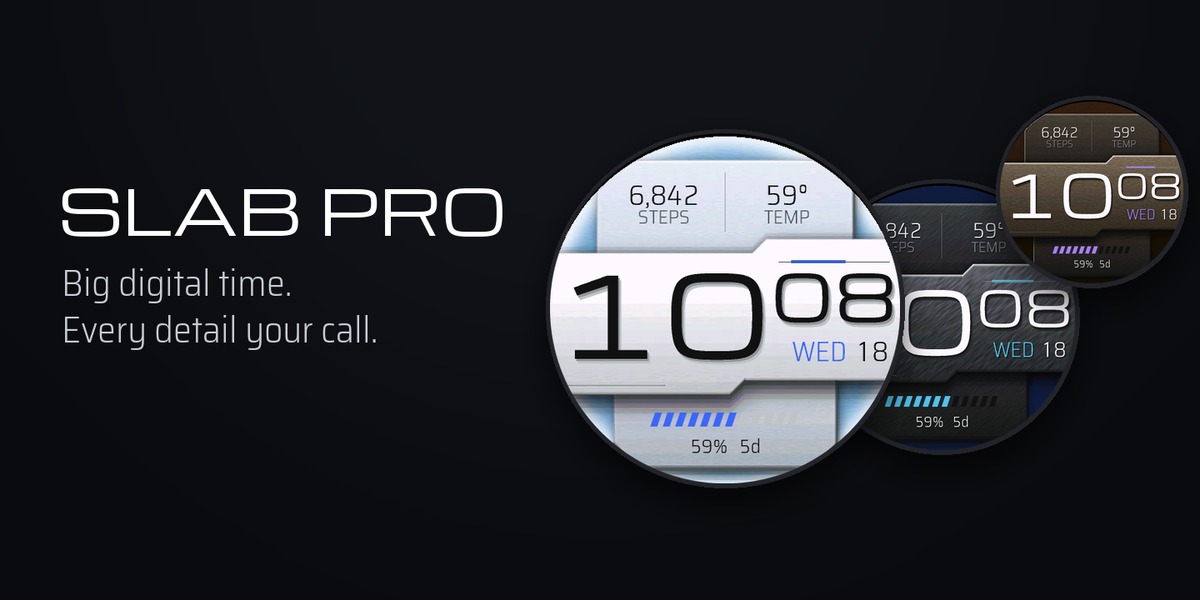 SLAB PRO
Big digital time.
Every detail your call.
6,842 59°
STEPS TEMP
10 08
WED 18
59% 5d
842 59°
EPS TEMP
0 08
WED 18
59% 5d
6,842 59°
STEPS TEMP
10 08
WED 18
59% 5d